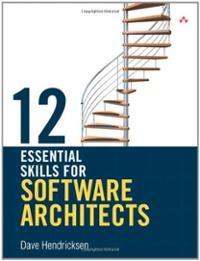 12
ESSENTIAL
SKILLS FOR
SOFTWARE
ARCHITECTS
Dave Hendricksen